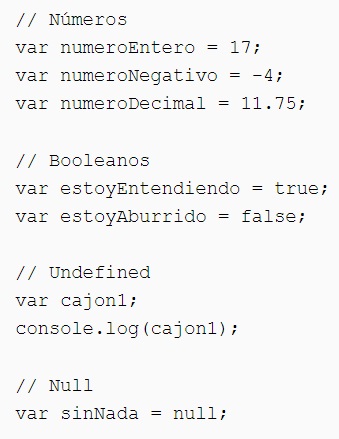 // Números
var numeroEntero = 17;
var numeroNegativo = -4;
var numeroDecimal = 11.75;
// Booleanos
var estoyEntendiendo = true;
var estoyAburrido = false;
// Undefined
var cajon1;
console.log(cajon1);
// Null
var sinNada = null;